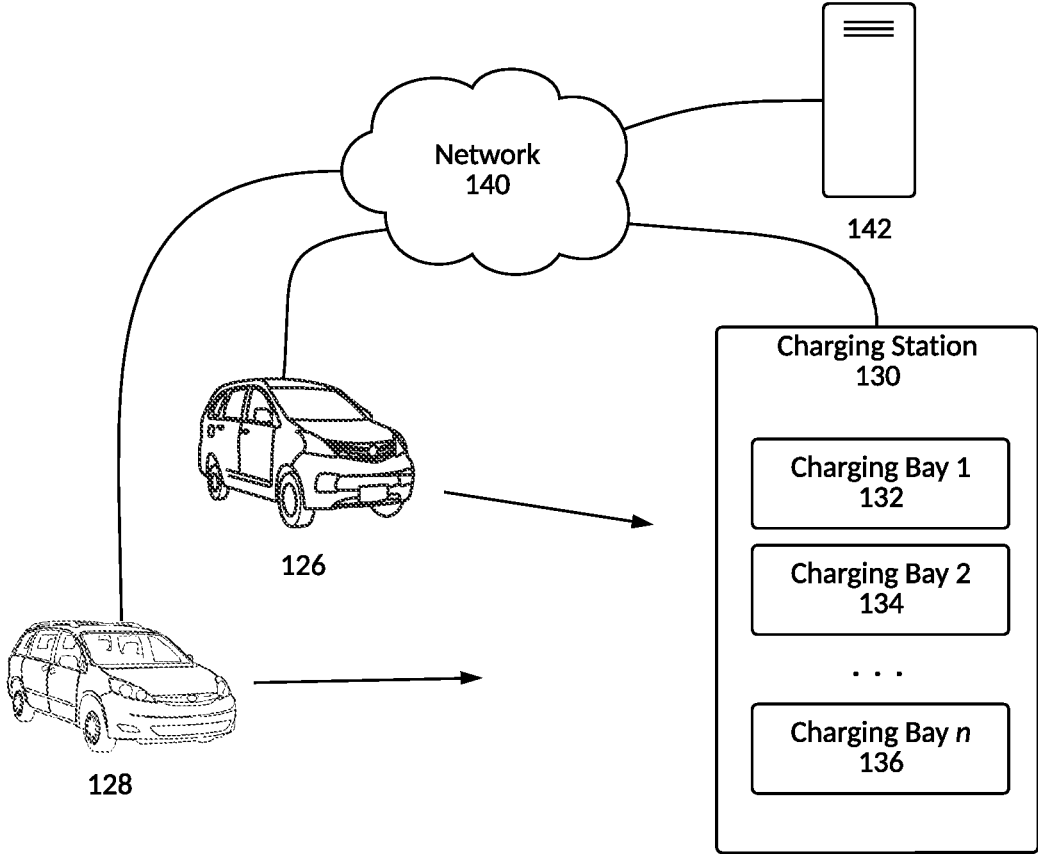 Network
140
142
Charging Station
130
Charging Bay 1
132
126
Charging Bay 2
134
. . .
Charging Bay n
136
128